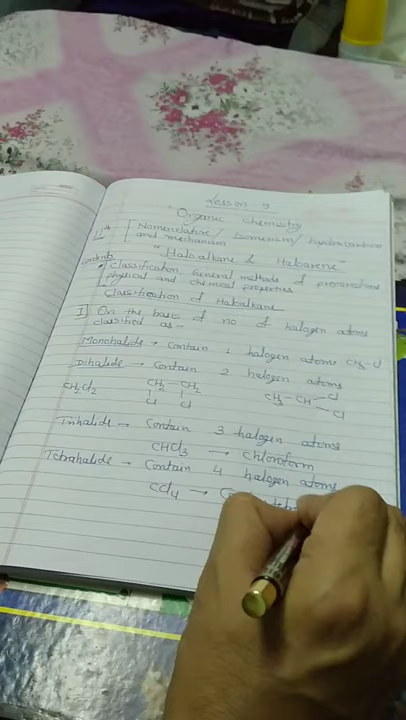 Lesson 9
Organic Chemistry
11th Nomenclature / Isomerism / Hydrocarbon
and mechanism
"Haloalkane & Haloarene"
Contents
• Classification, General methods of
physical and chemical properties
Classification of Haloalkane
I] On the basis of no of halogen atoms
classified as -
Monohalide → Contain 1 halogen atoms CH3-Cl
Dihalide → Contain 2 halogen atoms
CH2Cl2 CH2-CH2 CH3-CH-Cl
Cl Cl -Cl
Trihalide → Contain 3 halogen atoms
CHCl3 → Chloroform
Tetrahalide → Contain 4 halogen atoms
CCl4 →